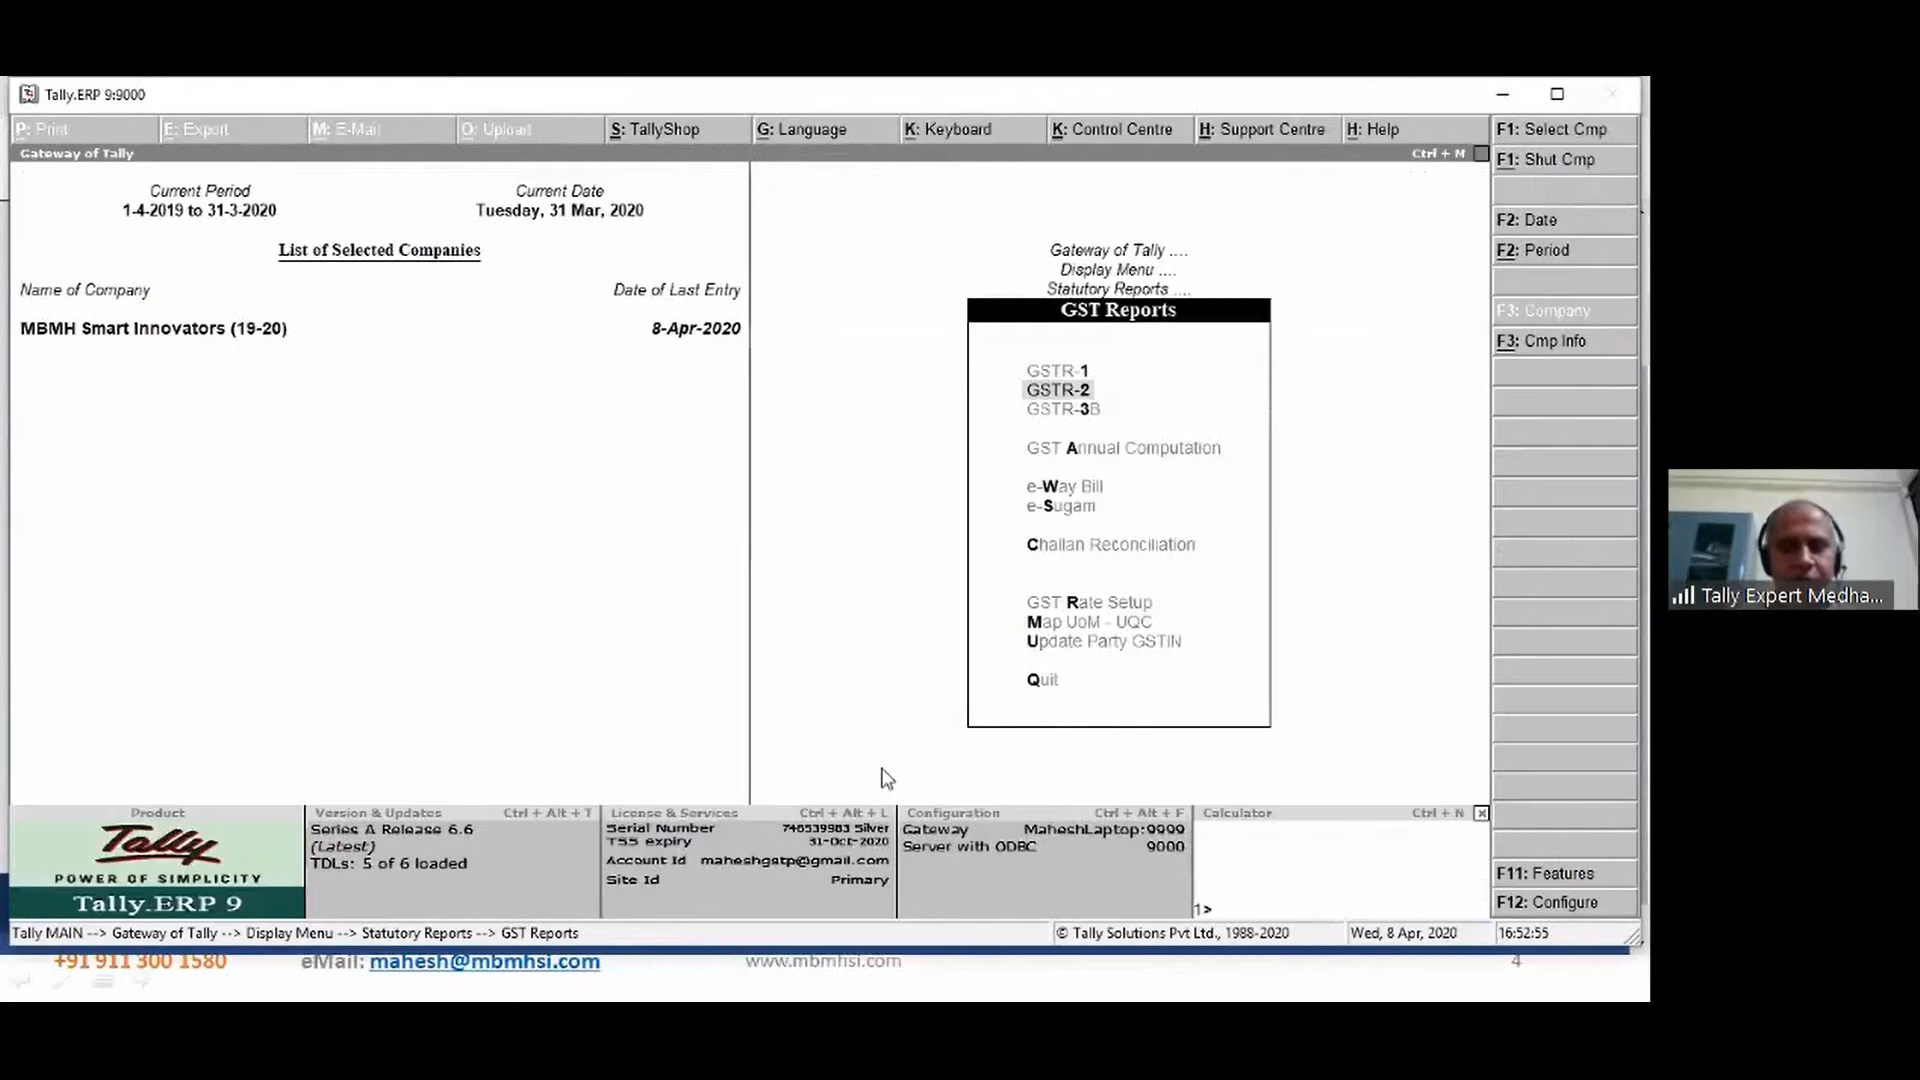 Tally.ERP 9:9000
P: Print
E: Export
M: E-Mail
O: Upload
S: TallyShop
G: Language
K: Keyboard
K: Control Centre
H: Support Centre
H: Help
F1: Select Cmp
Gateway of Tally
Ctrl + M
F1: Shut Cmp
Current Period
Current Date
1-4-2019 to 31-3-2020
Tuesday, 31 Mar, 2020
F2: Date
List of Selected Companies
Gateway of Tally ....
F2: Period
Display Menu ....
Name of Company
Date of Last Entry
Statutory Reports ....
GST Reports
F3: Company
MBMH Smart Innovators (19-20)
8-Apr-2020
F3: Cmp Info
GSTR-1
GSTR-2
GSTR-3B
GST Annual Computation
e-Way Bill
e-Sugam
Challan Reconciliation
GST Rate Setup
Map UoM - UQC
Update Party GSTIN
Quit
Tally Expert Medha...
Product
Tally
POWER OF SIMPLICITY
Tally.ERP 9
Version & Updates
Ctrl + Alt + T
Series A Release 6.6
(Latest)
TDLs: 5 of 6 loaded
License & Services
Ctrl + Alt + L
Serial Number
746539983 Silver
TSS expiry
31-Oct-2020
Account Id
maheshgstp@gmail.com
Site Id
Primary
Configuration
Ctrl + Alt + F
Gateway
MaheshLaptop:9999
Server with ODBC
9000
Calculator
Ctrl + N
1>
F11: Features
F12: Configure
Tally MAIN --> Gateway of Tally --> Display Menu --> Statutory Reports --> GST Reports
© Tally Solutions Pvt Ltd., 1988-2020
Wed, 8 Apr, 2020
16:52:55
+91 911 300 1580
eMail: mahesh@mbmhsi.com
www.mbmhsi.com
4